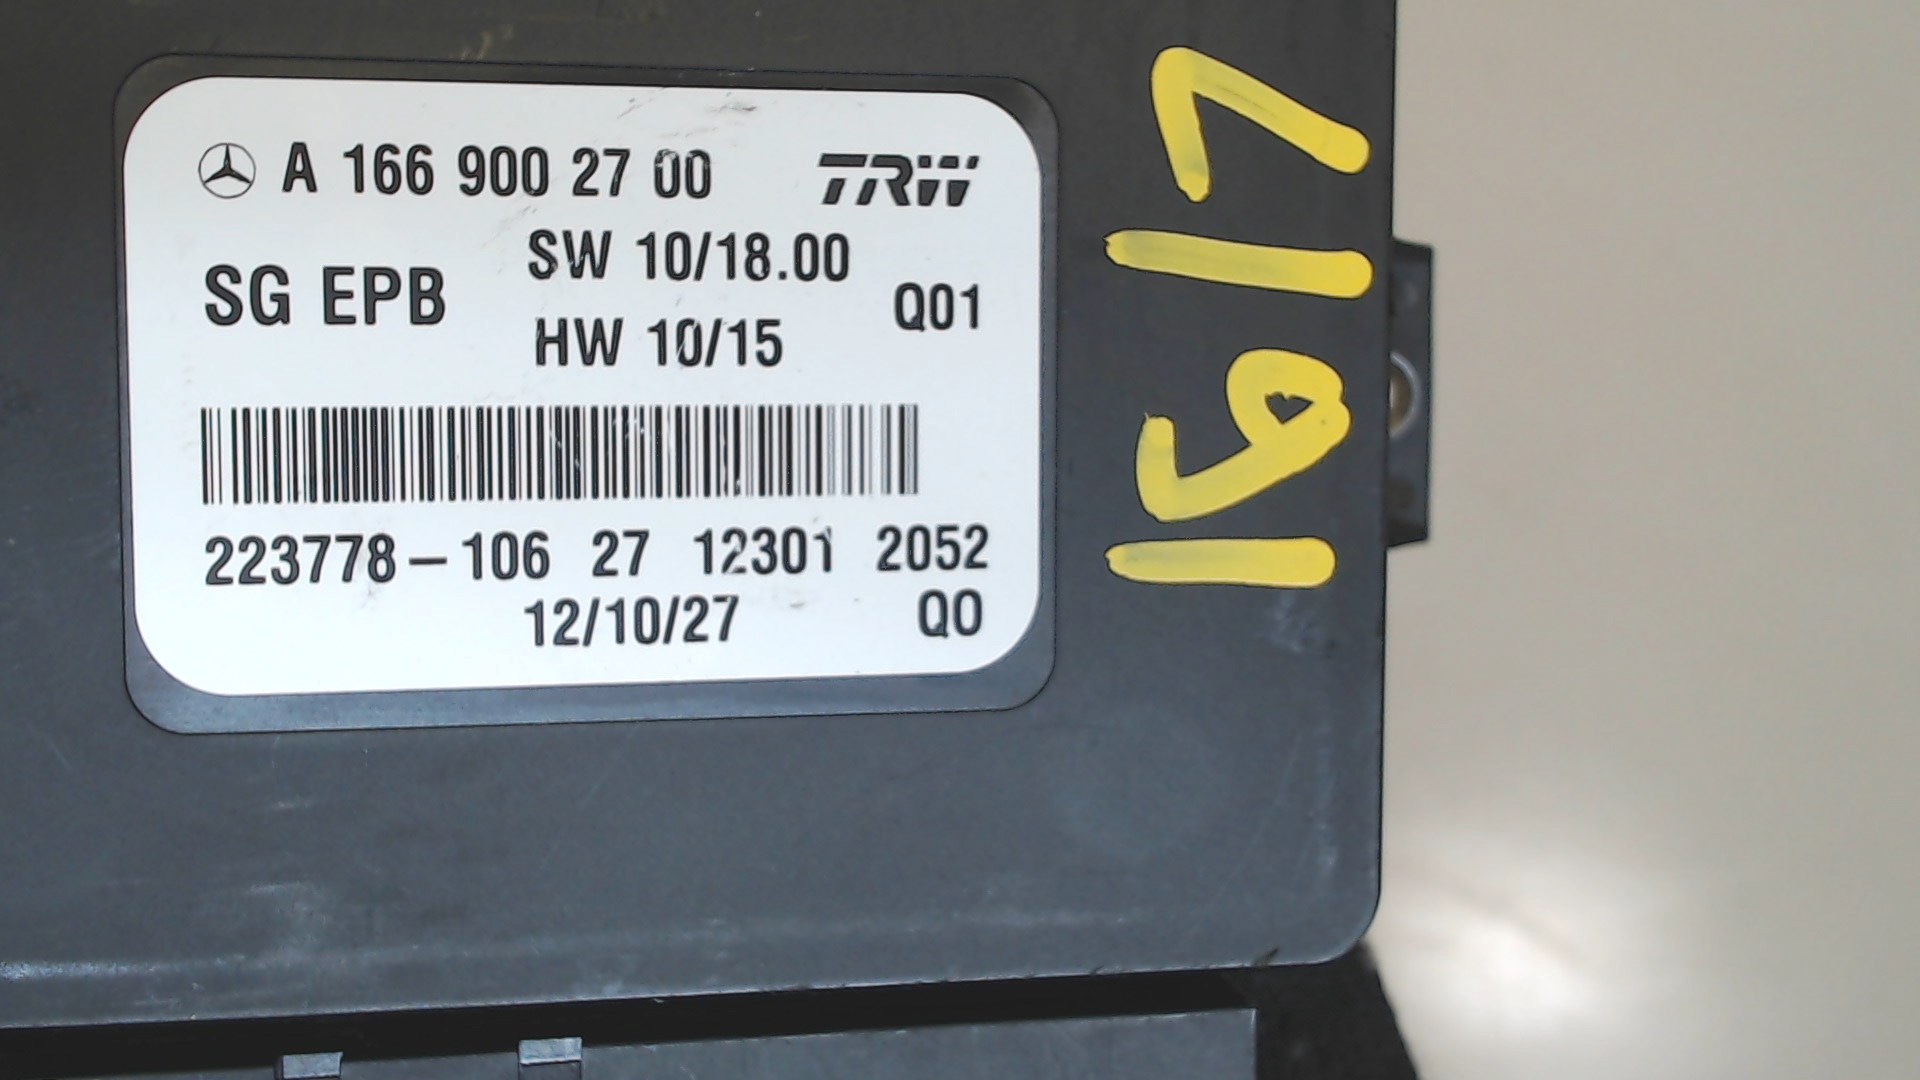 A 166 900 27 00 TRW
SW 10/18.00
SG EPB Q01
HW 10/15
223778-106 27 12301 2052
12/10/27 Q0
1617